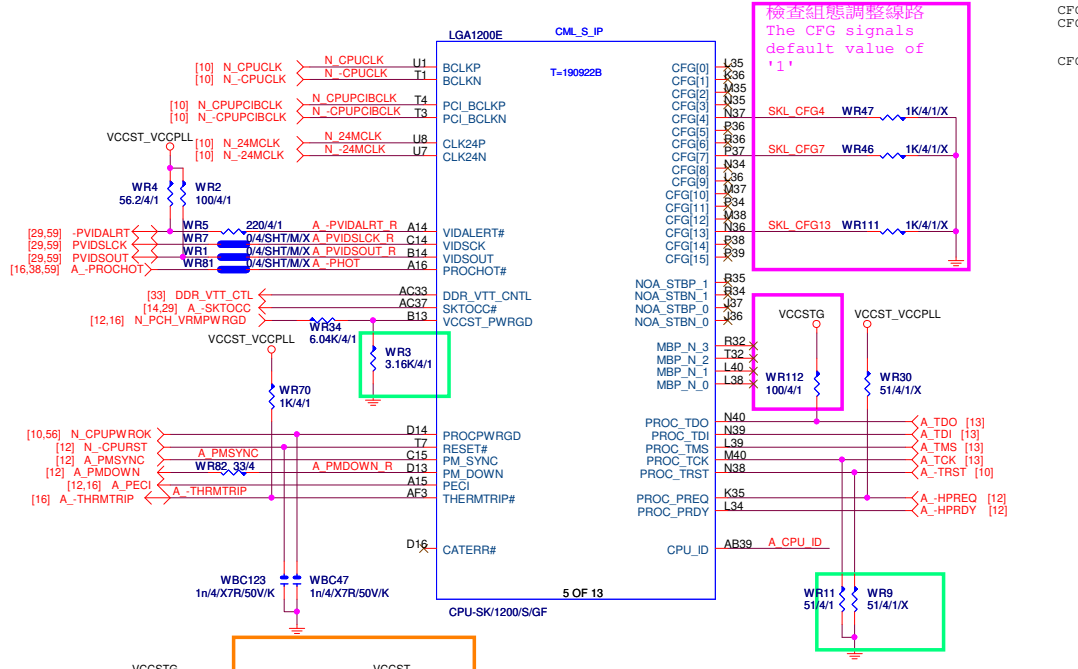 檢查組態調整線路
The CFG signals
default value of
'1'
CFG
CFG
CFG
LGA1200E
CML_S_IP
T=190922B
[10] N_CPUCLK N_CPUCLK U1 BCLKP
[10] N_-CPUCLK N_-CPUCLK T1 BCLKN
[10] N_CPUPCIBCLK N_CPUPCIBCLK T4 PCI_BCLKP
[10] N_-CPUPCIBCLK N_-CPUPCIBCLK T3 PCI_BCLKN
[10] N_24MCLK N_24MCLK U8 CLK24P
[10] N_-24MCLK N_-24MCLK U7 CLK24N
VCCST_VCCPLL
WR4
56.2/4/1
WR2
100/4/1
[29,59] -PVIDALRT WR5 220/4/1 A_-PVIDALRT_R A14 VIDALERT#
[29,59] PVIDSLCK WR7 0/4/SHT/M/X A_PVIDSLCK_R C14 VIDSCK
[29,59] PVIDSOUT WR1 0/4/SHT/M/X A_PVIDSOUT_R B14 VIDSOUT
[16,38,59] A_-PROCHOT WR81 0/4/SHT/M/X A_-PHOT A16 PROCHOT#
[33] DDR_VTT_CTL AC33 DDR_VTT_CNTL
[14,29] A_-SKTOCC AC37 SKTOCC#
[12,16] N_PCH_VRMPWRGD B13 VCCST_PWRGD
WR34
6.04K/4/1
VCCST_VCCPLL
WR3
3.16K/4/1
WR70
1K/4/1
[10,56] N_CPUPWROK D14 PROCPWRGD
[12] N_-CPURST T7 RESET#
[12] A_PMSYNC A_PMSYNC C15 PM_SYNC
[12] A_PMDOWN WR82 33/4 A_PMDOWN_R D13 PM_DOWN
[12,16] A_PECI A15 PECI
[16] A_-THRMTRIP A_-THRMTRIP AF3 THERMTRIP#
D16 CATERR#
WBC123
1n/4/X7R/50V/K
WBC47
1n/4/X7R/50V/K
CFG[0] L35
CFG[1] K36
CFG[2] M35
CFG[3] N35
CFG[4] N37 SKL_CFG4 WR47 1K/4/1/X
CFG[5] P36
CFG[6] R36
CFG[7] P37 SKL_CFG7 WR46 1K/4/1/X
CFG[8] N34
CFG[9] L36
CFG[10] M37
CFG[11] P34
CFG[12] M38
CFG[13] N36 SKL_CFG13 WR111 1K/4/1/X
CFG[14] P38
CFG[15] P39
NOA_STBP_1 R35
NOA_STBN_1 R34
NOA_STBP_0 J37
NOA_STBN_0 J36
VCCSTG
VCCST_VCCPLL
MBP_N_3 R32
MBP_N_2 T32
MBP_N_1 L40
MBP_N_0 L38
WR112
100/4/1
WR30
51/4/1/X
PROC_TDO N40 A_TDO [13]
PROC_TDI N39 A_TDI [13]
PROC_TMS L39 A_TMS [13]
PROC_TCK M40 A_TCK [13]
PROC_TRST N38 A_-TRST [10]
PROC_PREQ K35 A_-HPREQ [12]
PROC_PRDY L34 A_-HPRDY [12]
CPU_ID AB39 A_CPU_ID
WR11
51/4/1
WR9
51/4/1/X
5 OF 13
CPU-SK/1200/S/GF
VCCSTG
VCCST